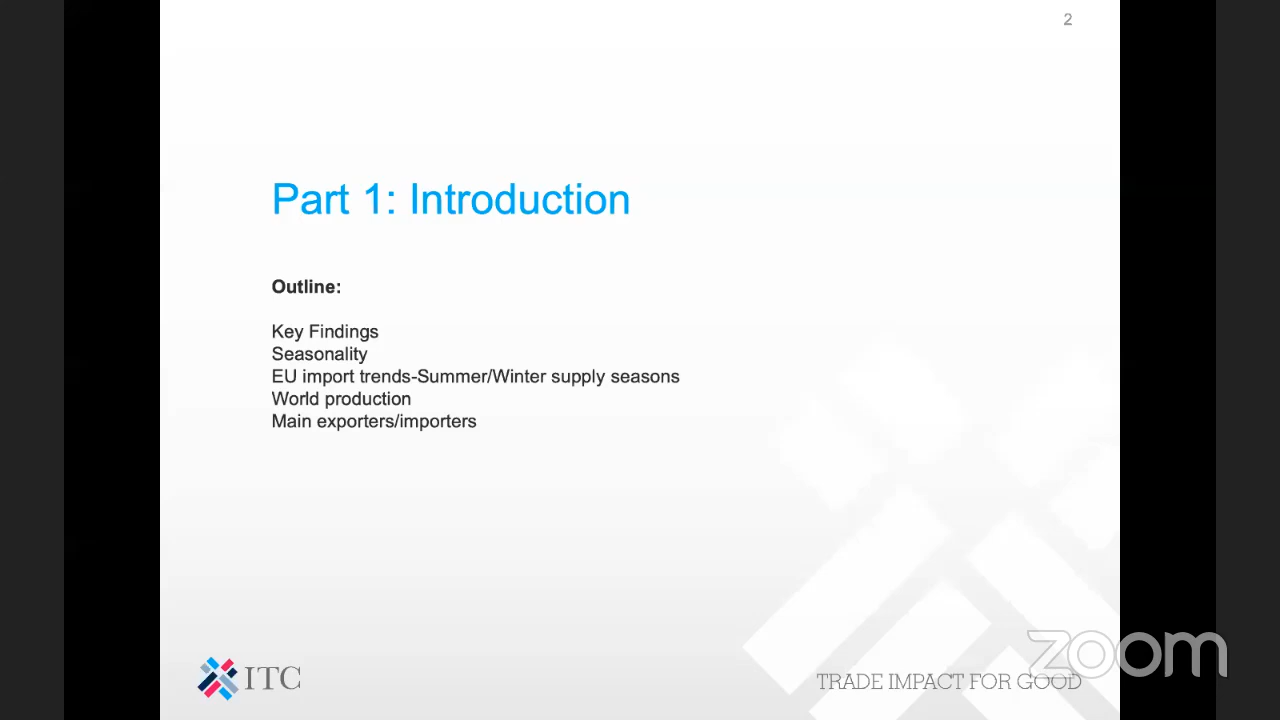 2
Part 1: Introduction
Outline:
Key Findings
Seasonality
EU import trends-Summer/Winter supply seasons
World production
Main exporters/importers
ITC
TRADE IMPACT FOR GOOD
zoom